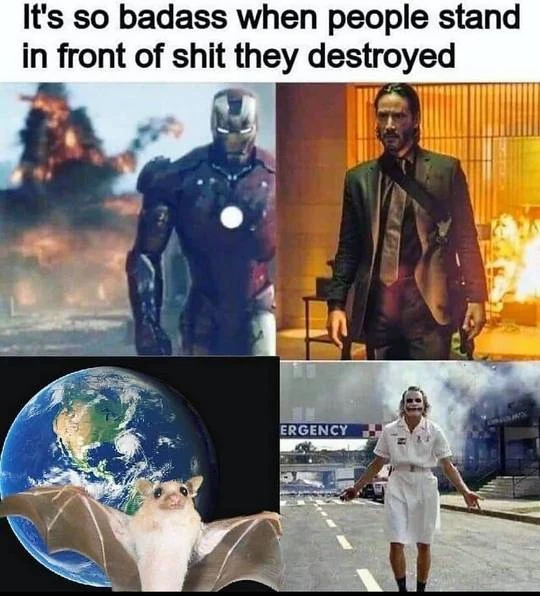 It's so badass when people stand
in front of shit they destroyed
ERGENCY